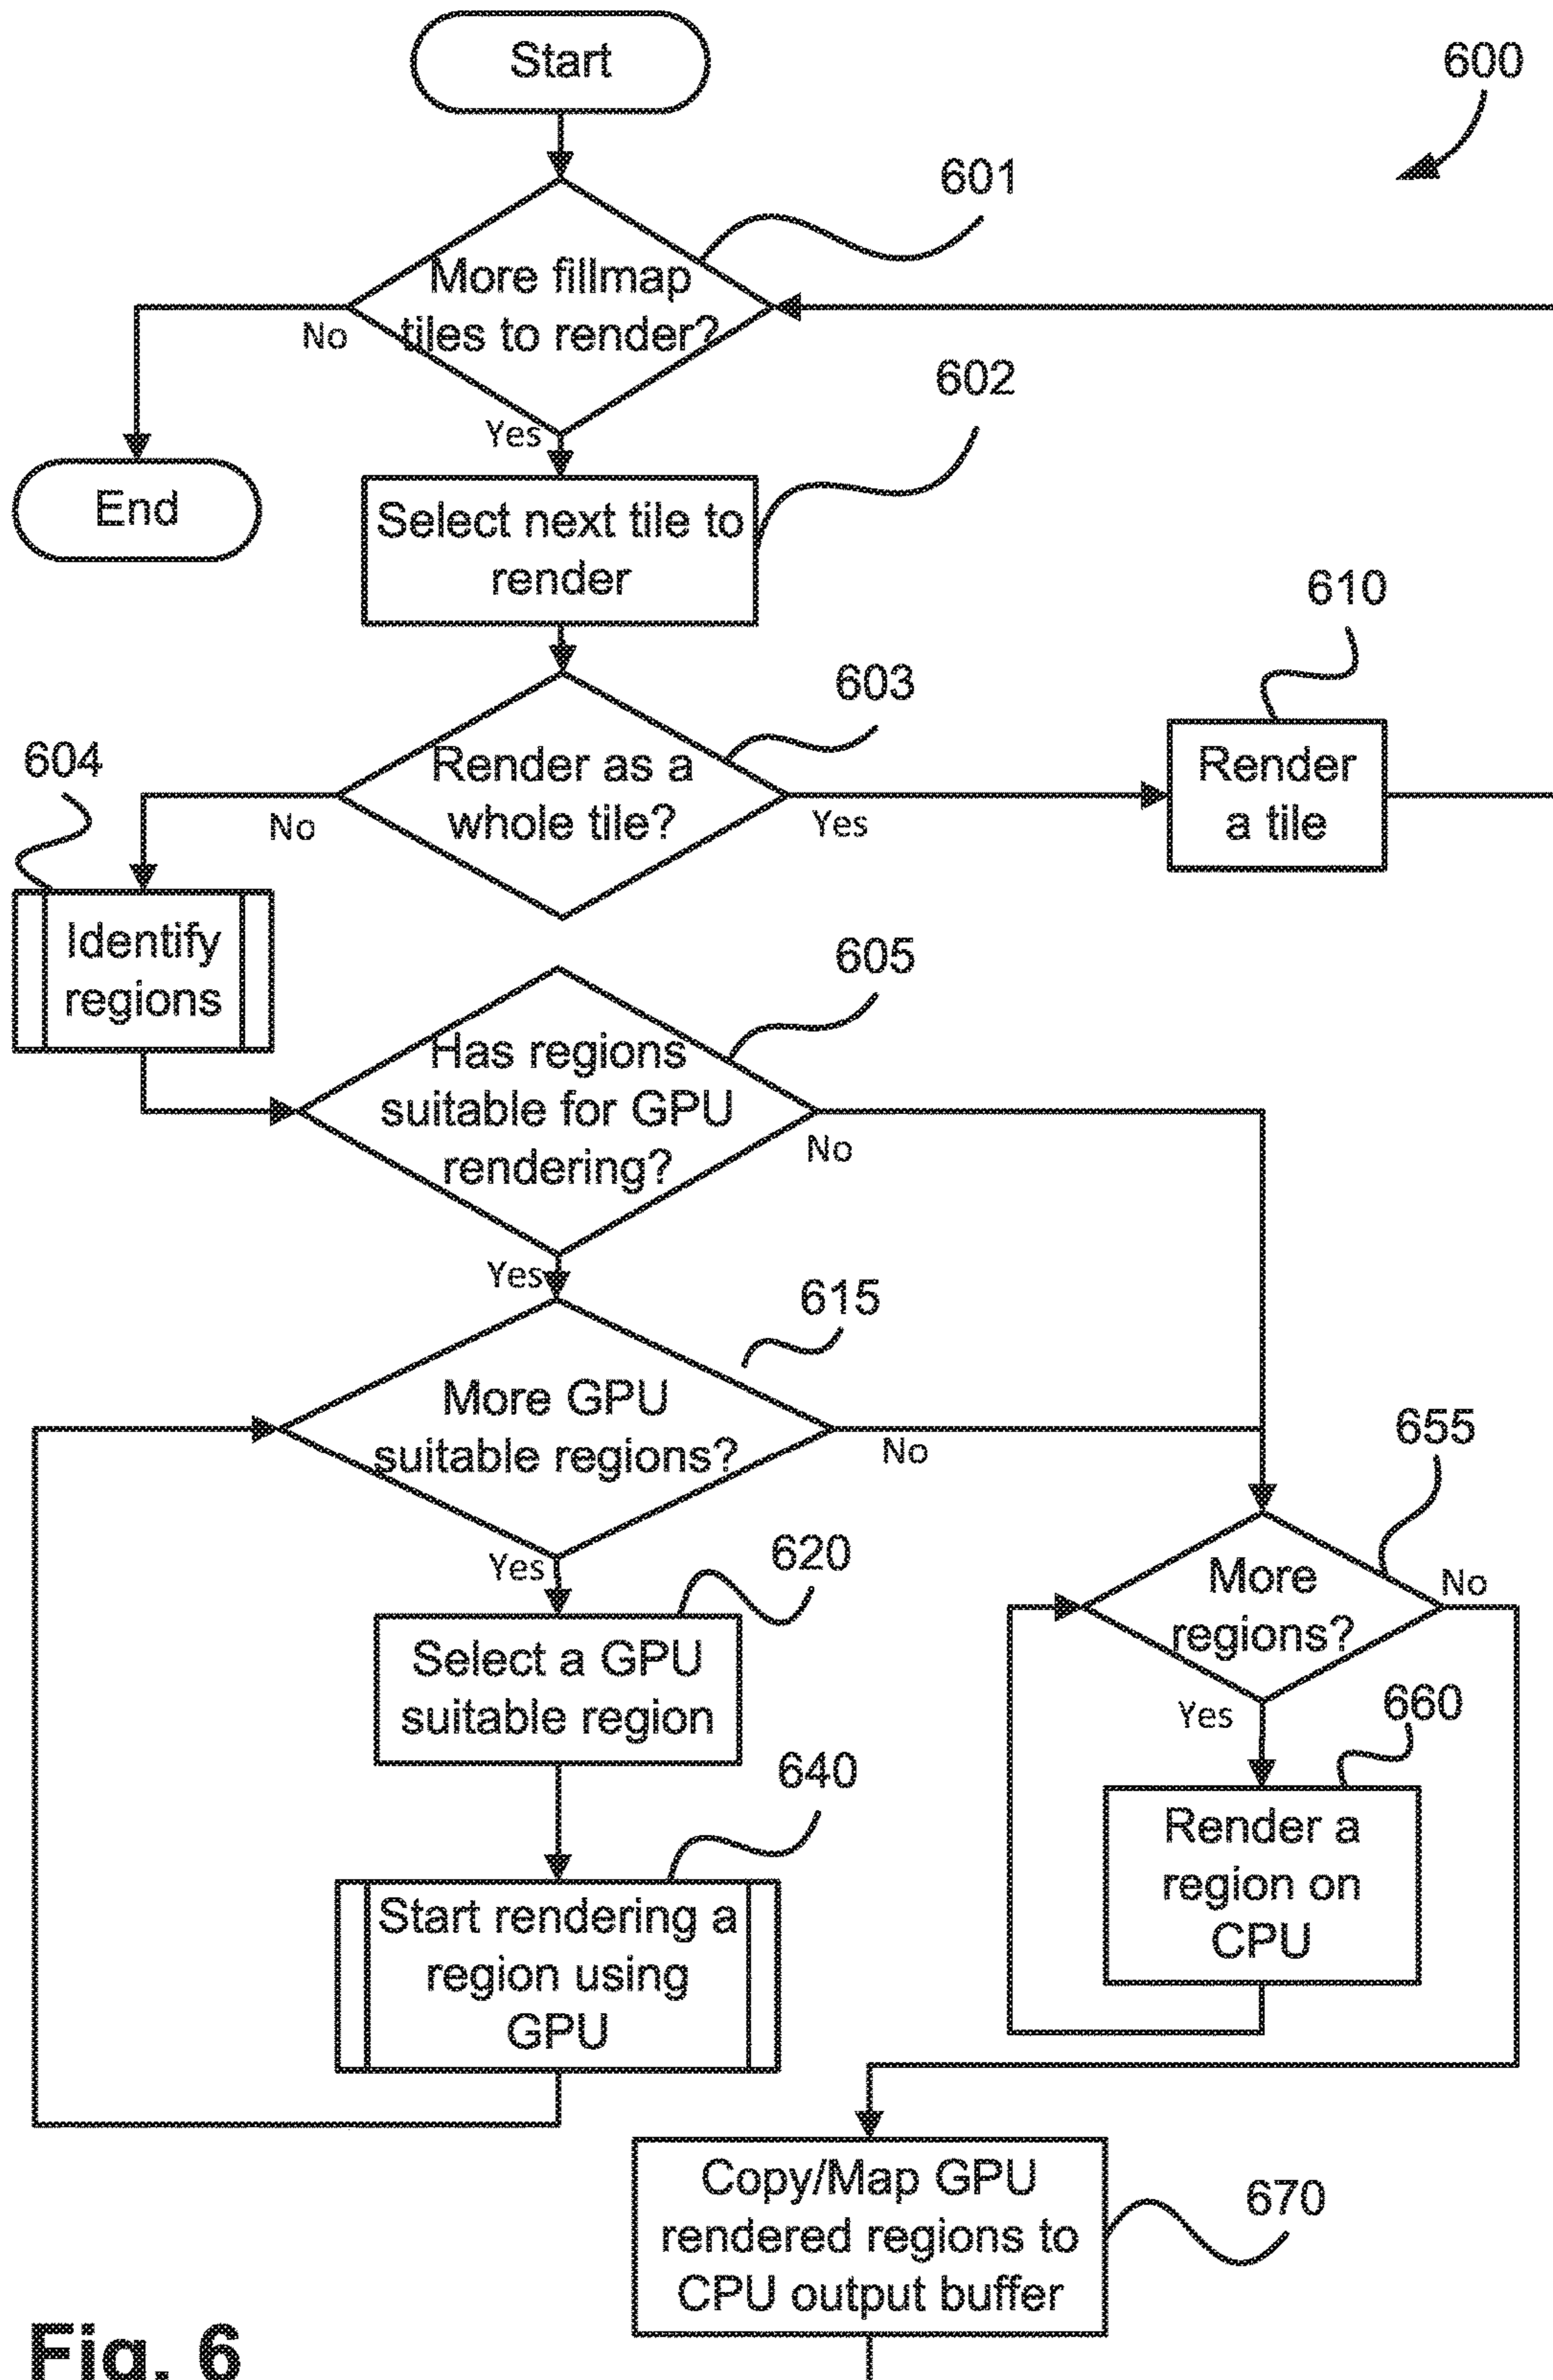 Start
600
601
More fillmap
tiles to render?
No
Yes
602
End
Select next tile to
render
610
603
604
Render as a
whole tile?
No
Yes
Render
a tile
Identify
regions
605
Has regions
suitable for GPU
rendering?
No
Yes
615
More GPU
suitable regions?
No
655
Yes
620
More
regions?
No
Select a GPU
suitable region
Yes
660
640
Render a
region on
CPU
Start rendering a
region using
GPU
Copy/Map GPU
rendered regions to
CPU output buffer
670
Fig. 6